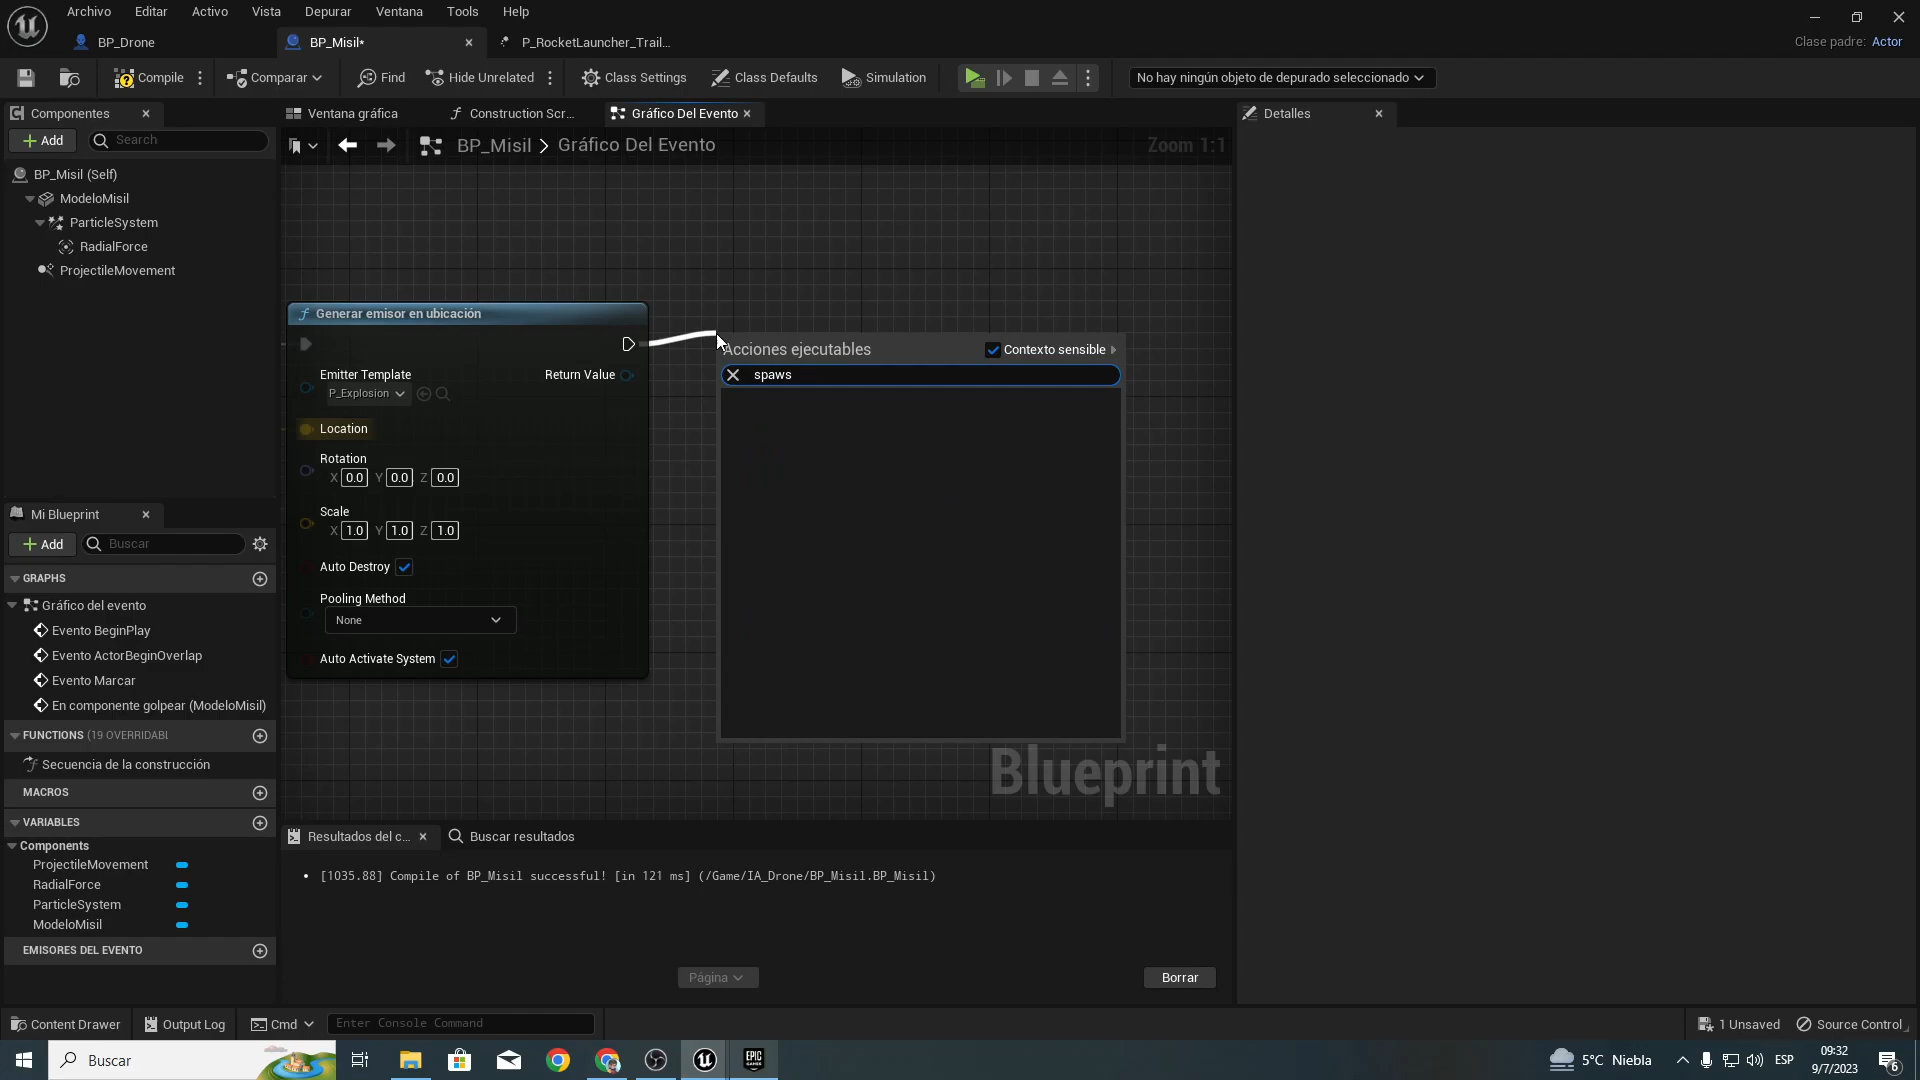 Archivo Editar Activo Vista Depurar Ventana Tools Help
BP_Drone BP_Misil* P_RocketLauncher_Trail... Clase padre: Actor
Compile Comparar Find Hide Unrelated Class Settings Class Defaults Simulation No hay ningún objeto de depurado seleccionado
Componentes Ventana gráfica Construction Scr... Gráfico Del Evento Detalles
Add Search BP_Misil > Gráfico Del Evento Zoom 1:1
BP_Misil (Self)
ModeloMisil
ParticleSystem
RadialForce
ProjectileMovement
Generar emisor en ubicación
Emitter Template Return Value
P_Explosion
Location
Rotation
X 0.0 Y 0.0 Z 0.0
Scale
X 1.0 Y 1.0 Z 1.0
Auto Destroy
Pooling Method
None
Auto Activate System
Acciones ejecutables Contexto sensible
spaws
Blueprint
Mi Blueprint
Add Buscar
GRAPHS
Gráfico del evento
Evento BeginPlay
Evento ActorBeginOverlap
Evento Marcar
En componente golpear (ModeloMisil)
FUNCTIONS (19 OVERRIDABL
Secuencia de la construcción
MACROS
VARIABLES
Components
ProjectileMovement
RadialForce
ParticleSystem
ModeloMisil
EMISORES DEL EVENTO
Resultados del c... Buscar resultados
[1035.88] Compile of BP_Misil successful! [in 121 ms] (/Game/IA_Drone/BP_Misil.BP_Misil)
Página Borrar
Content Drawer Output Log Cmd Enter Console Command 1 Unsaved Source Control
Buscar EPIC GAMES 5°C Niebla ESP 09:32
9/7/2023 6